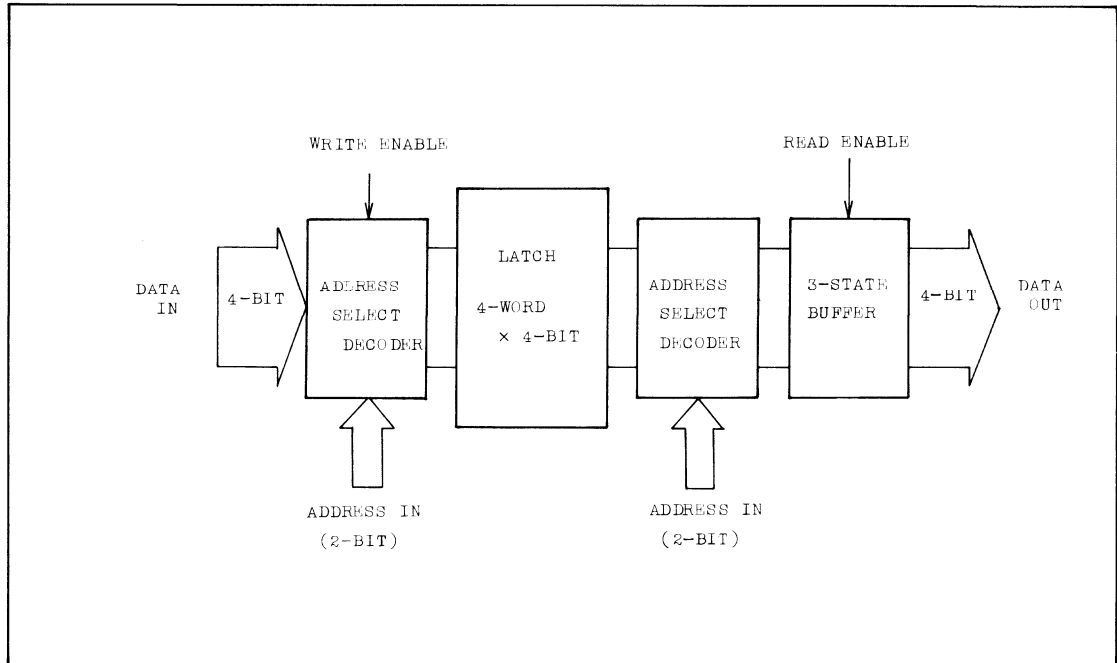 WRITE ENABLE
READ ENABLE
DATA
IN
4-BIT
ADDRESS
SELECT
DECODER
LATCH
4-WORD
× 4-BIT
ADDRESS
SELECT
DECODER
3-STATE
BUFFER
4-BIT
DATA
OUT
ADDRESS IN
(2-BIT)
ADDRESS IN
(2-BIT)